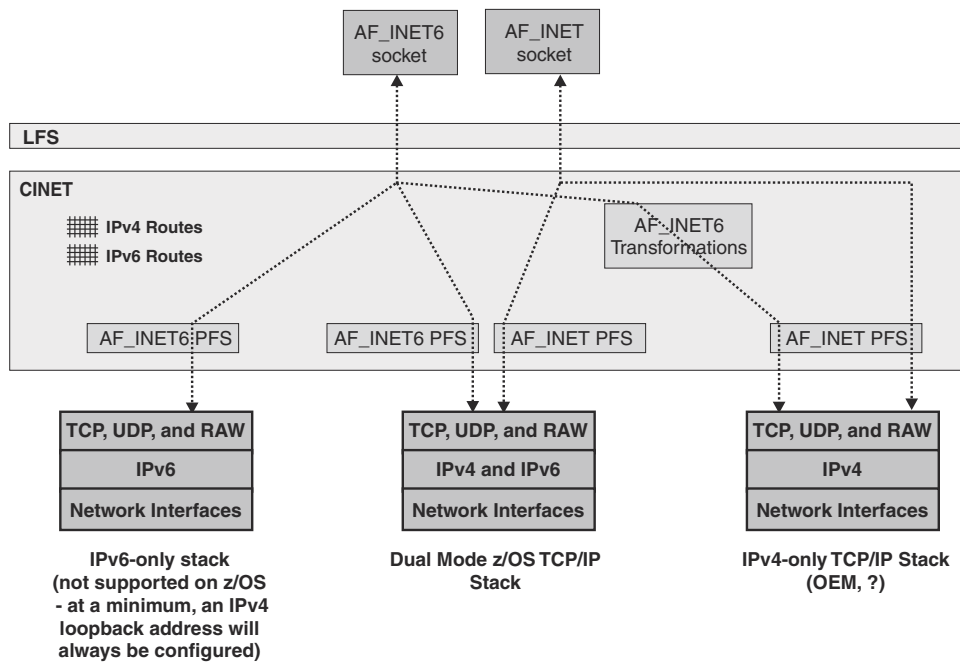 AF_INET6
socket
AF_INET
socket
LFS
CINET
IPv4 Routes
IPv6 Routes
AF_INET6
Transformations
AF_INET6 PFS
AF_INET6 PFS
AF_INET PFS
AF_INET PFS
TCP, UDP, and RAW
IPv6
Network Interfaces
TCP, UDP, and RAW
IPv4 and IPv6
Network Interfaces
TCP, UDP, and RAW
IPv4
Network Interfaces
IPv6-only stack
(not supported on z/OS
- at a minimum, an IPv4
loopback address will
always be configured)
Dual Mode z/OS TCP/IP
Stack
IPv4-only TCP/IP Stack
(OEM, ?)